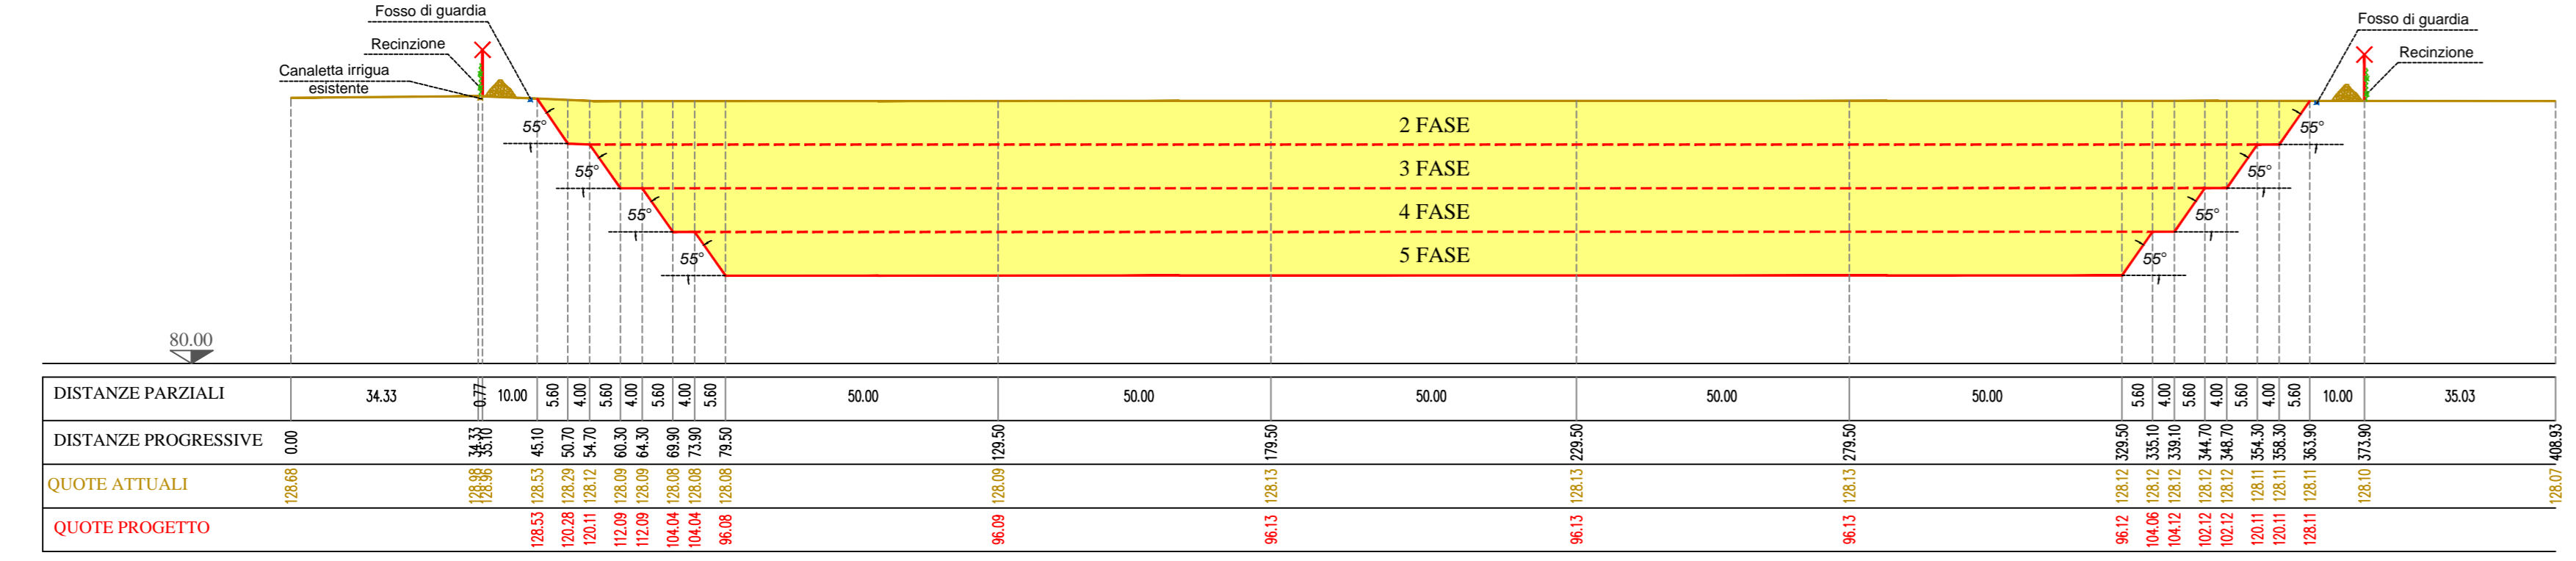 Fosso di guardia
Recinzione
Canaletta irrigua
esistente
Fosso di guardia
Recinzione
55°
55°
55°
55°
2 FASE
3 FASE
4 FASE
5 FASE
55°
55°
55°
55°
80.00
DISTANZE PARZIALI 34.33 0.77 10.00 5.60 4.00 5.60 4.00 5.60 4.00 5.60 50.00 50.00 50.00 50.00 50.00 5.60 4.00 5.60 4.00 5.60 4.00 5.60 10.00 35.03
DISTANZE PROGRESSIVE 0.00 34.33 35.10 45.10 50.70 54.70 60.30 64.30 69.90 73.90 79.50 129.50 179.50 229.50 279.50 329.50 335.10 339.10 344.70 348.70 354.30 358.30 363.90 373.90 408.93
QUOTE ATTUALI 128.68 128.98 128.96 128.53 128.29 128.12 128.09 128.09 128.08 128.08 128.08 128.09 128.13 128.13 128.13 128.12 128.12 128.12 128.12 128.12 128.11 128.11 128.11 128.10 128.07
QUOTE PROGETTO 128.53 120.28 120.11 112.09 112.09 104.04 104.04 96.08 96.09 96.13 96.13 96.13 96.12 104.06 104.12 102.12 102.12 120.11 120.11 128.11